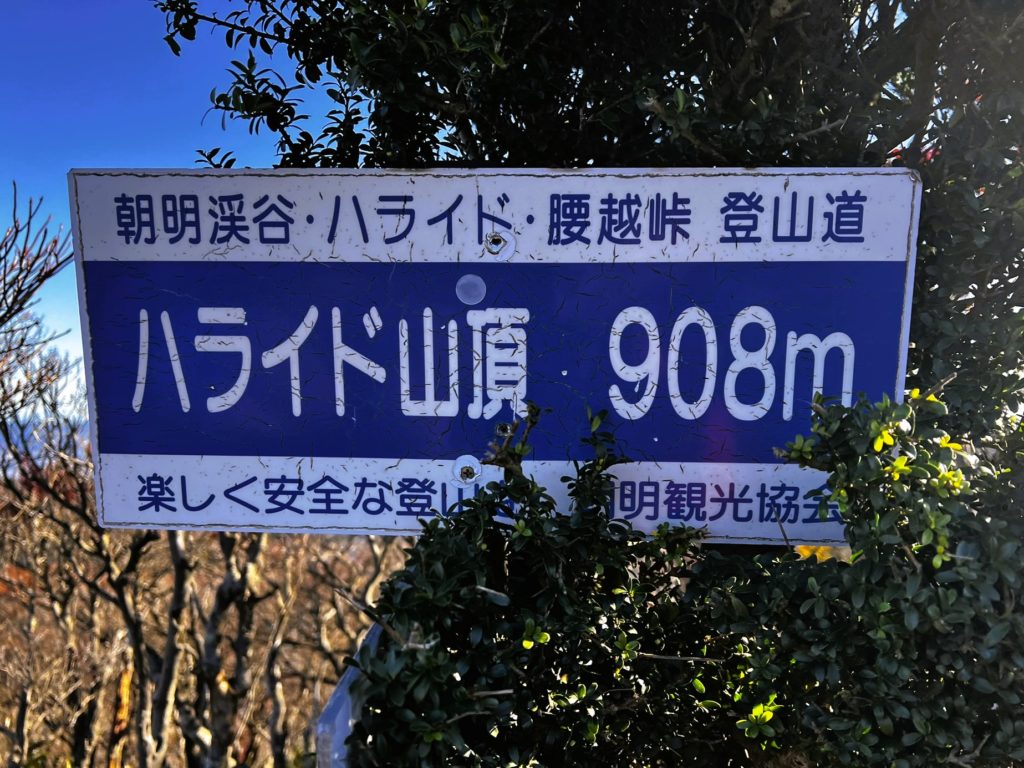 朝明渓谷・ハライド・腰越峠 登山道
ハライド山頂 908m
楽しく安全な登山 明観光協会